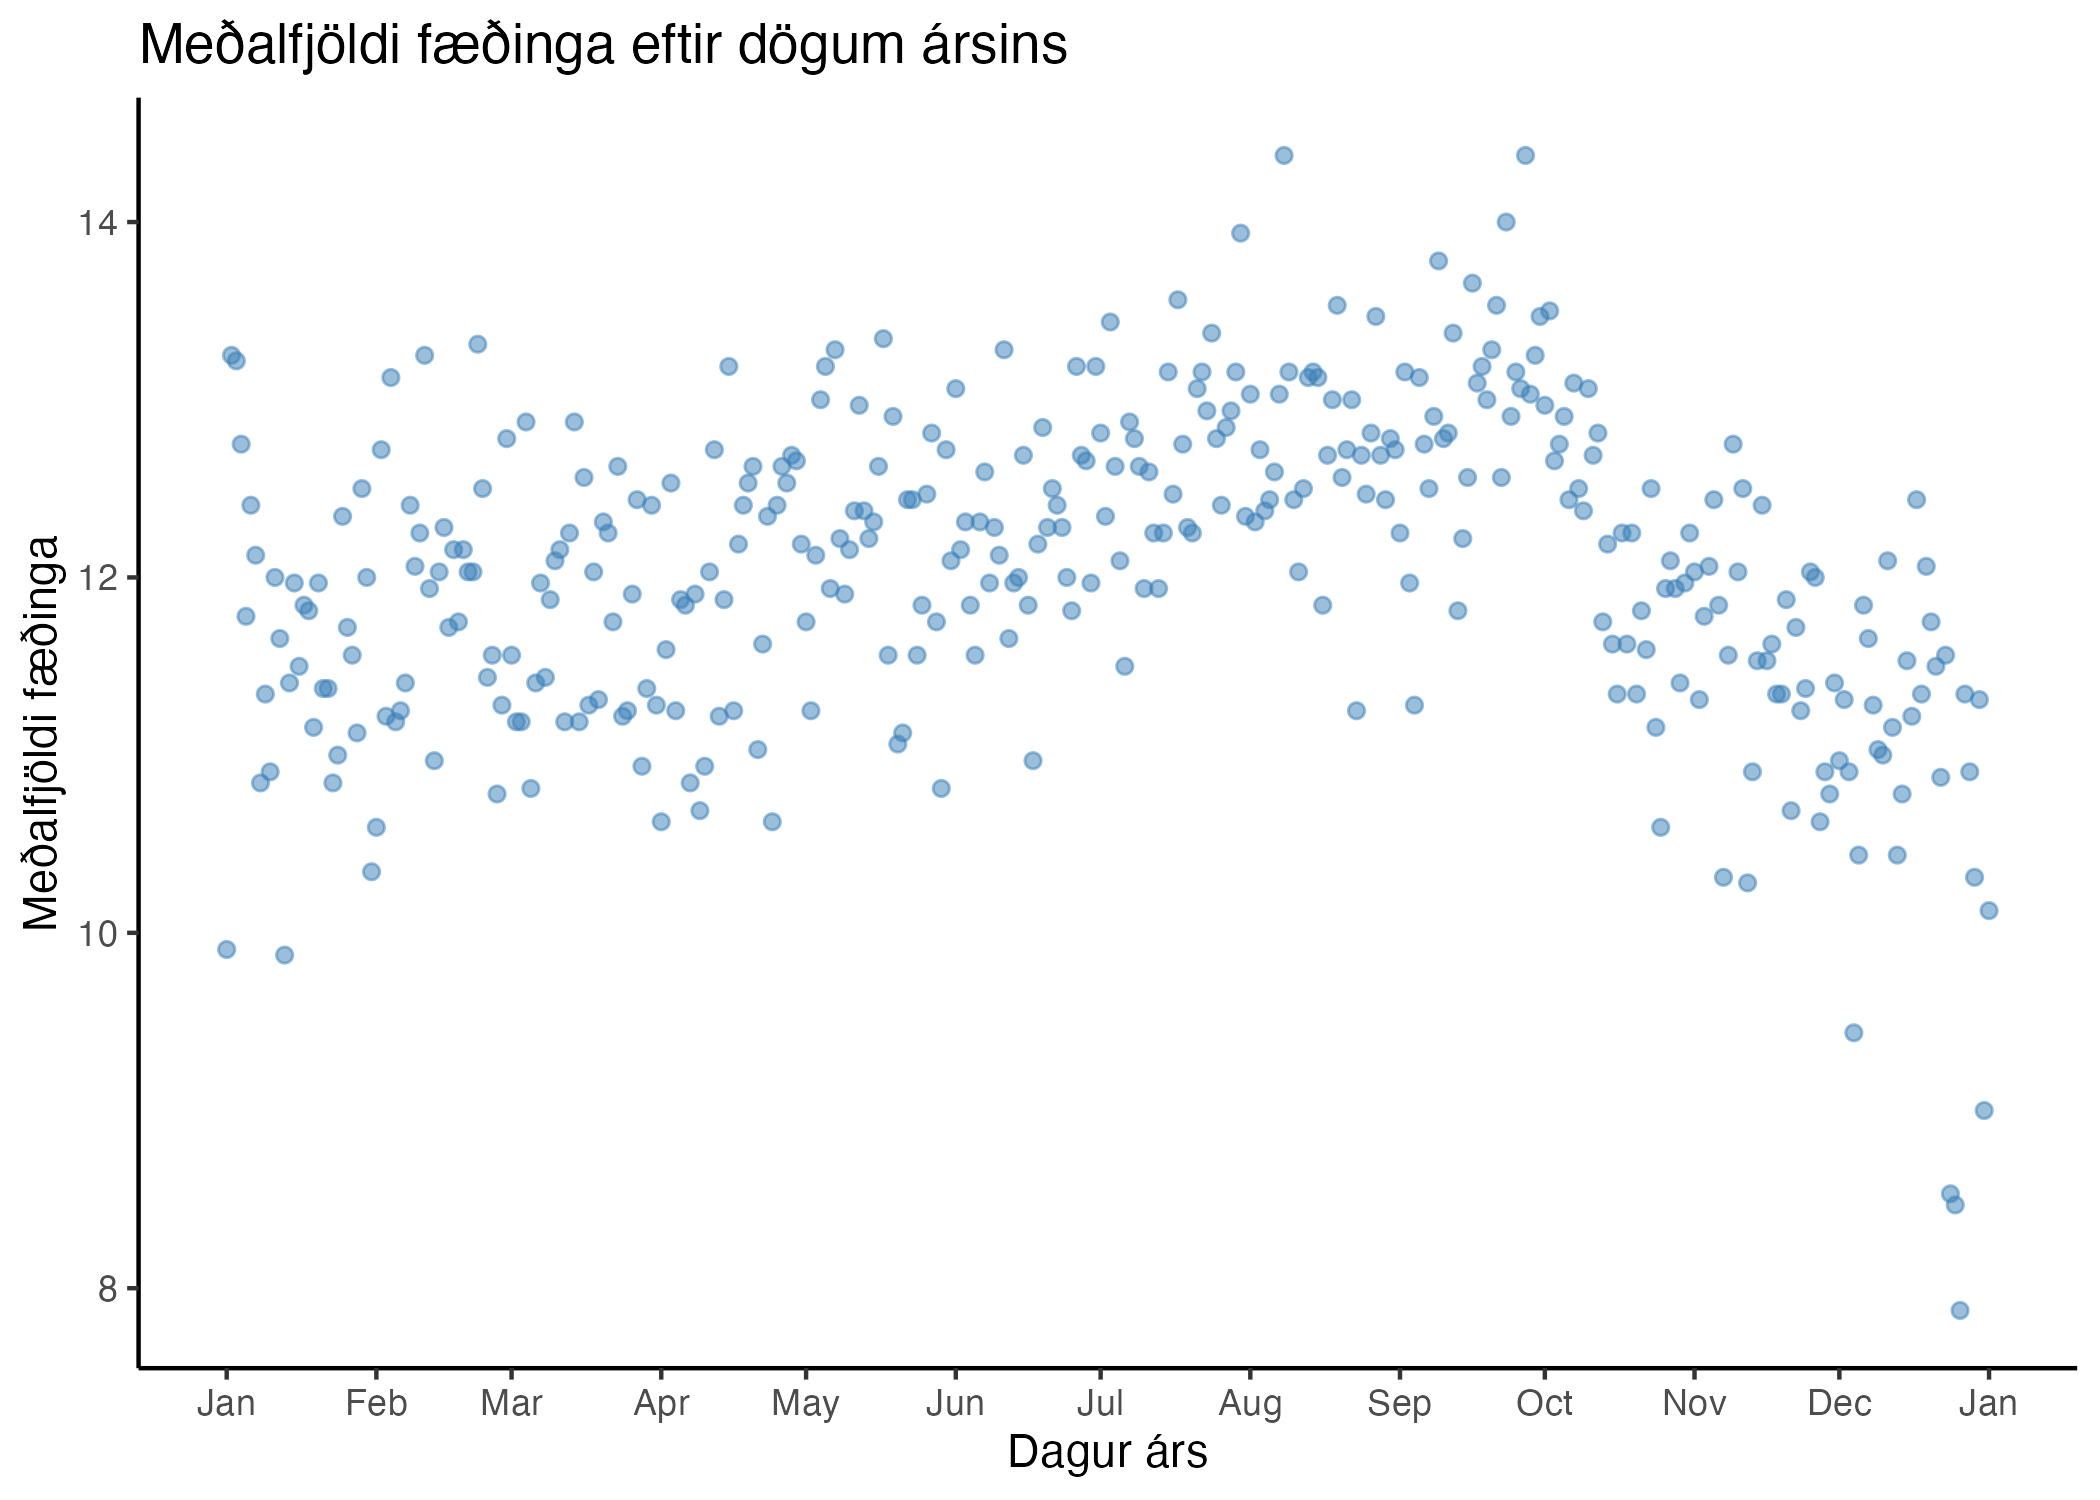 Meðalfjöldi fæðinga eftir dögum ársins
Meðalfjöldi fæðinga
14
12
10
8
Jan Feb Mar Apr May Jun Jul Aug Sep Oct Nov Dec Jan
Dagur árs